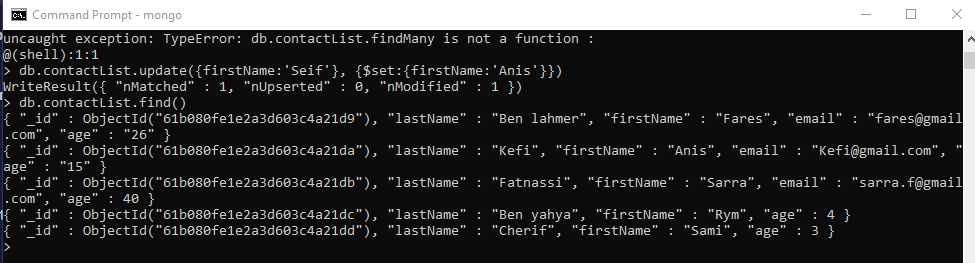 Command Prompt - mongo
uncaught exception: TypeError: db.contactList.findMany is not a function :
@(shell):1:1
> db.contactList.update({firstName:'Seif'}, {$set:{firstName:'Anis'}})
WriteResult({ "nMatched" : 1, "nUpserted" : 0, "nModified" : 1 })
> db.contactList.find()
{ "_id" : ObjectId("61b080fe1e2a3d603c4a21d9"), "lastName" : "Ben lahmer", "firstName" : "Fares", "email" : "fares@gmail
.com", "age" : "26" }
{ "_id" : ObjectId("61b080fe1e2a3d603c4a21da"), "lastName" : "Kefi", "firstName" : "Anis", "email" : "Kefi@gmail.com", "
age" : "15"  }
{ "_id" : ObjectId("61b080fe1e2a3d603c4a21db"), "lastName" : "Fatnassi", "firstName" : "Sarra", "email" : "sarra.f@gmail
.com", "age" : 40 }
{ "_id" : ObjectId("61b080fe1e2a3d603c4a21dc"), "lastName" : "Ben yahya", "firstName" : "Rym", "age" : 4 }
{ "_id" : ObjectId("61b080fe1e2a3d603c4a21dd"), "lastName" : "Cherif", "firstName" : "Sami", "age" : 3 }
>